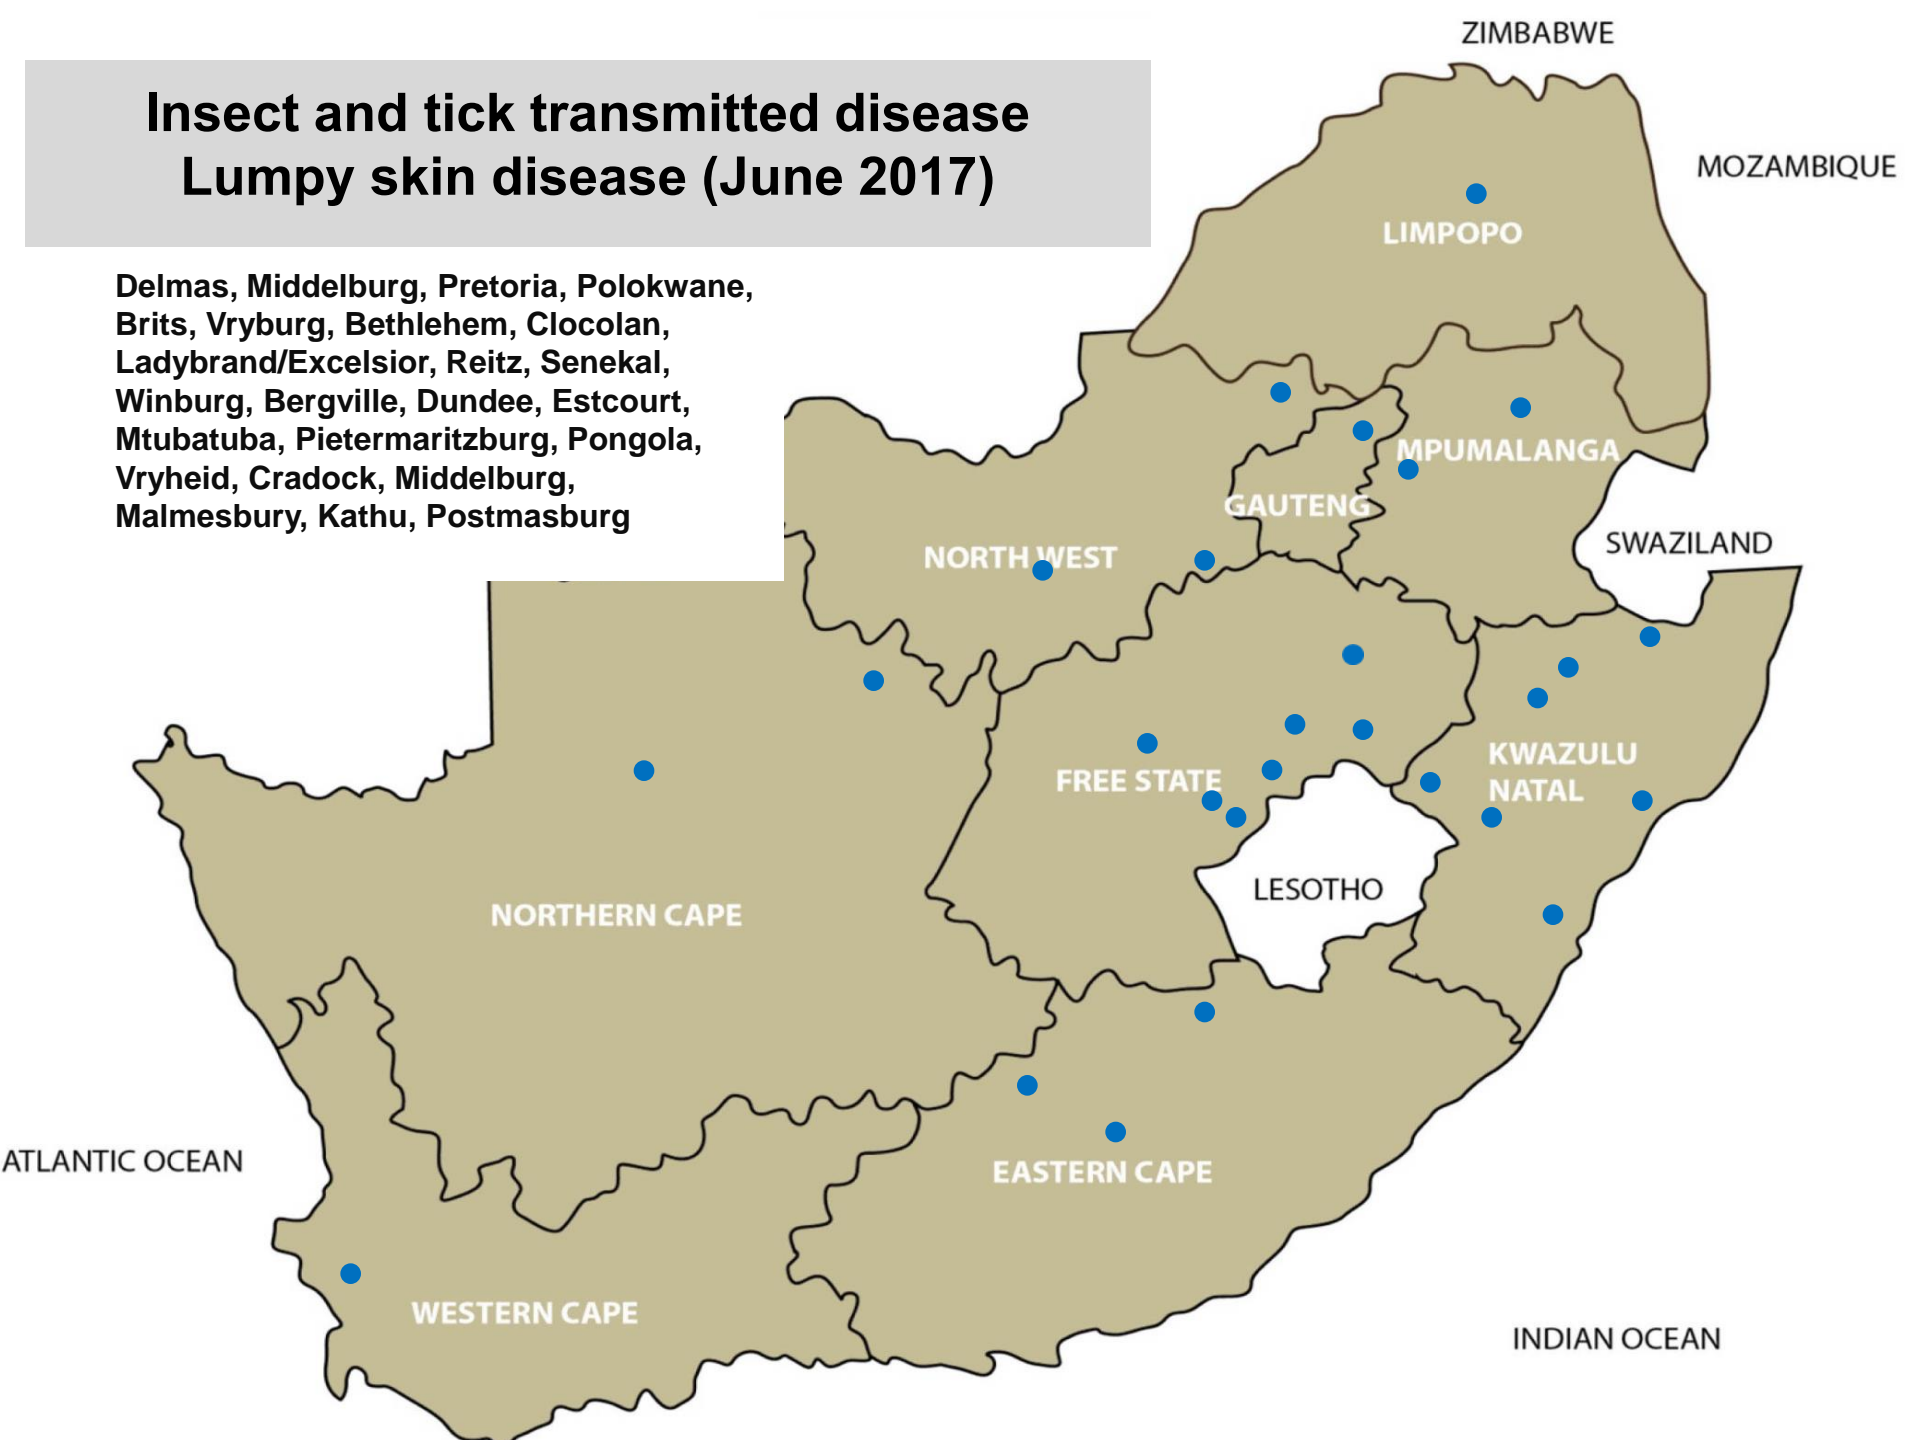 Insect and tick transmitted disease
Lumpy skin disease (June 2017)
Delmas, Middelburg, Pretoria, Polokwane,
Brits, Vryburg, Bethlehem, Clocolan,
Ladybrand/Excelsior, Reitz, Senekal,
Winburg, Bergville, Dundee, Estcourt,
Mtubatuba, Pietermaritzburg, Pongola,
Vryheid, Cradock, Middelburg,
Malmesbury, Kathu, Postmasburg
ZIMBABWE
MOZAMBIQUE
LIMPOPO
MPUMALANGA
GAUTENG
NORTH WEST
SWAZILAND
KWAZULU
NATAL
FREE STATE
LESOTHO
NORTHERN CAPE
ATLANTIC OCEAN
EASTERN CAPE
WESTERN CAPE
INDIAN OCEAN